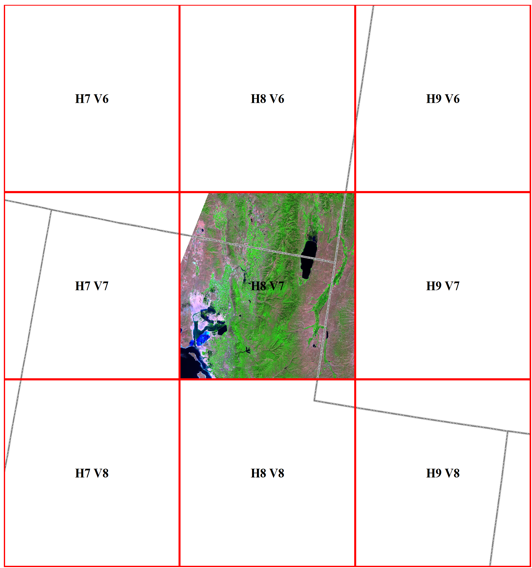 H7 V6
H8 V6
H9 V6
H7 V7
H8 V7
H9 V7
H7 V8
H8 V8
H9 V8